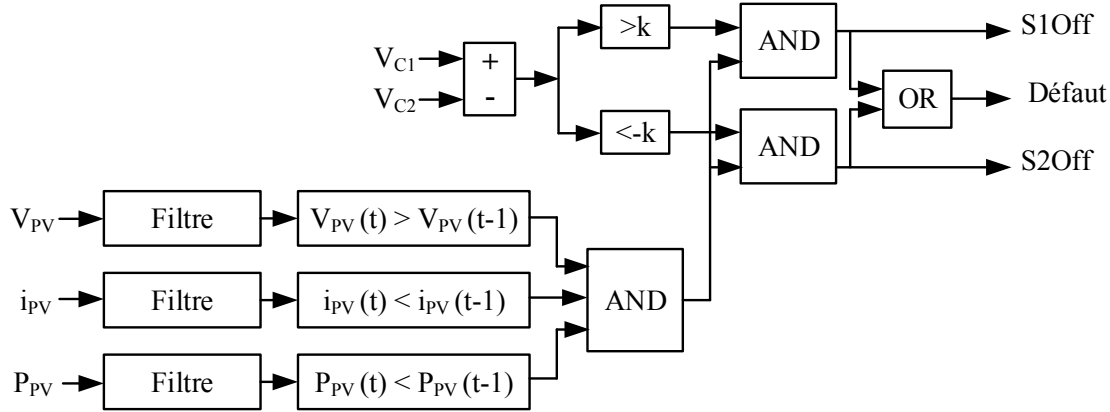 >k
AND
S1Off
V_C1
+
OR
Défaut
V_C2
-
<-k
AND
S2Off
V_PV
Filtre
V_PV (t) > V_PV (t-1)
i_PV
Filtre
i_PV (t) < i_PV (t-1)
AND
P_PV
Filtre
P_PV (t) < P_PV (t-1)